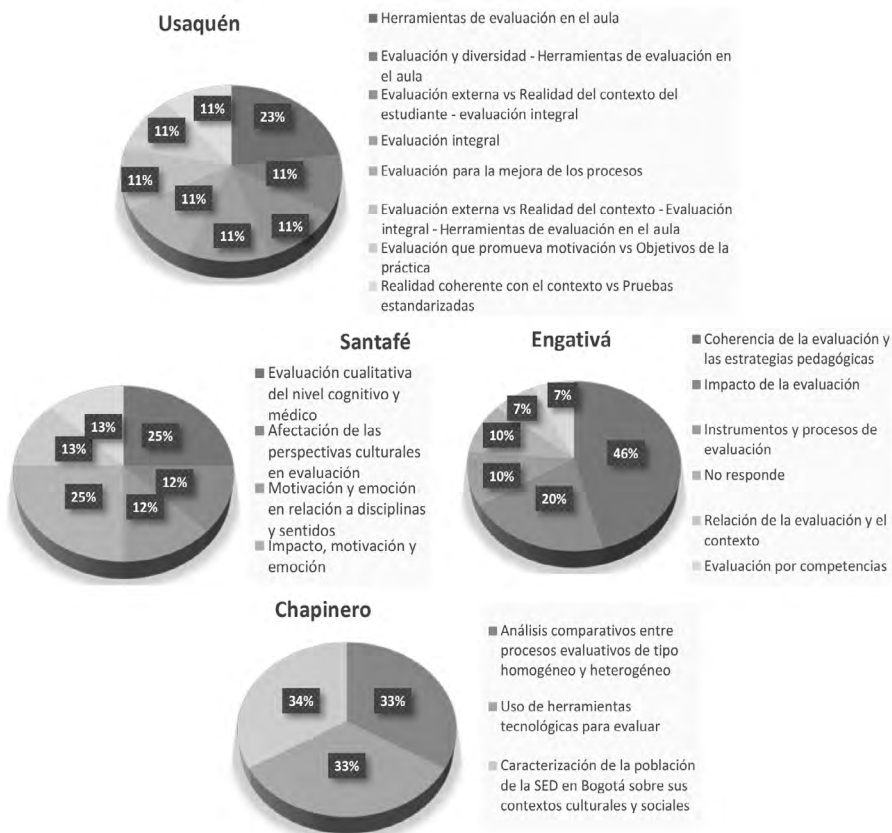 Usaquén
Herramientas de evaluación en el aula
Evaluación y diversidad - Herramientas de evaluación en
el aula
Evaluación externa vs Realidad del contexto del
estudiante - evaluación integral
Evaluación integral
Evaluación para la mejora de los procesos
Evaluación externa vs Realidad del contexto - Evaluación
integral - Herramientas de evaluación en el aula
Evaluación que promueva motivación vs Objetivos de la
práctica
Realidad coherente con el contexto vs Pruebas
estandarizadas
11%
23%
11%
11%
11%
11%
11%
11%
Santafé
Evaluación cualitativa
del nivel cognitivo y
médico
Afectación de las
perspectivas culturales
en evaluación
Motivación y emoción
en relación a disciplinas
y sentidos
Impacto, motivación y
emoción
13%
25%
13%
12%
25%
12%
Engativá
Coherencia de la evaluación y
las estrategias pedagógicas
Impacto de la evaluación
Instrumentos y procesos de
evaluación
No responde
Relación de la evaluación y el
contexto
Evaluación por competencias
7%
7%
10%
46%
10%
20%
Chapinero
Análisis comparativos entre
procesos evaluativos de tipo
homogéneo y heterogéneo
Uso de herramientas
tecnológicas para evaluar
Caracterización de la población
de la SED en Bogotá sobre sus
contextos culturales y sociales
34%
33%
33%